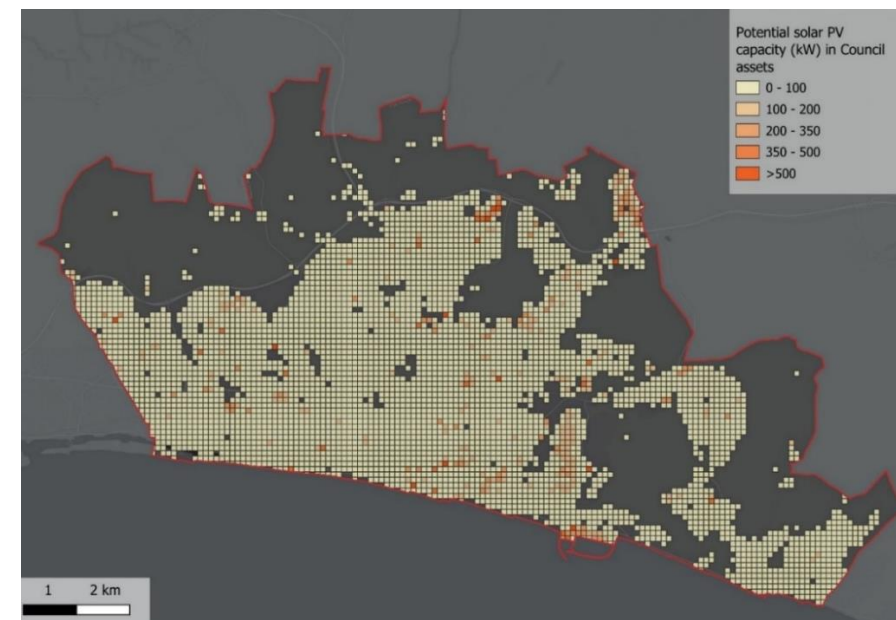 Potential solar PV
capacity (kW) in Council
assets
0 - 100
100 - 200
200 - 350
350 - 500
>500
1 2 km